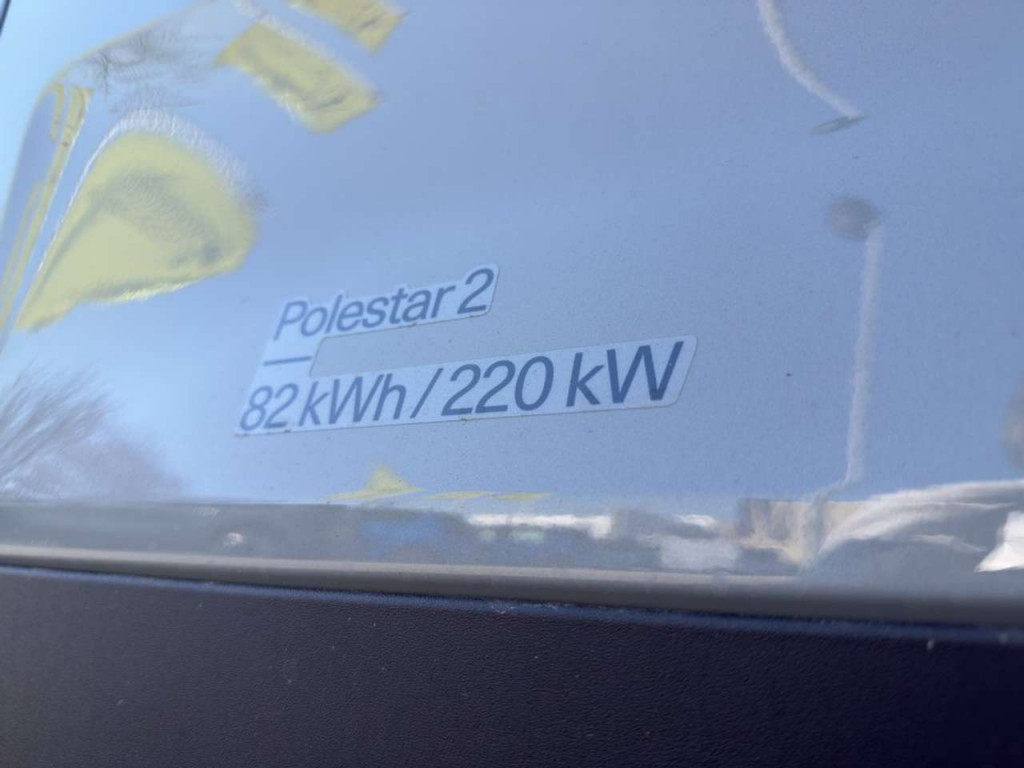 Polestar 2
—
82 kWh / 220 kW